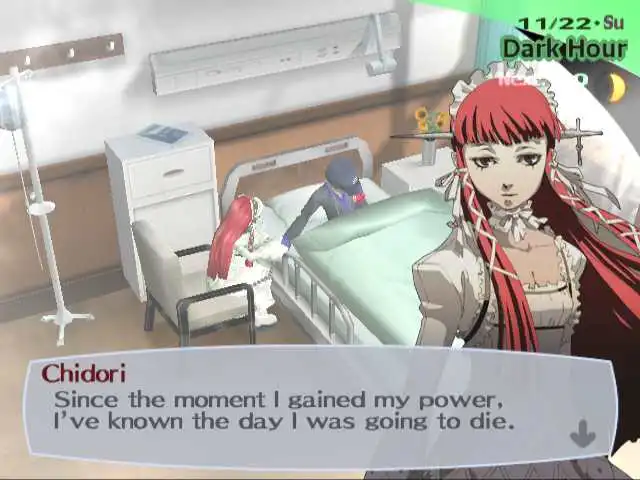 11/22·Su
Dark Hour
Chidori
Since the moment I gained my power,
I've known the day I was going to die.